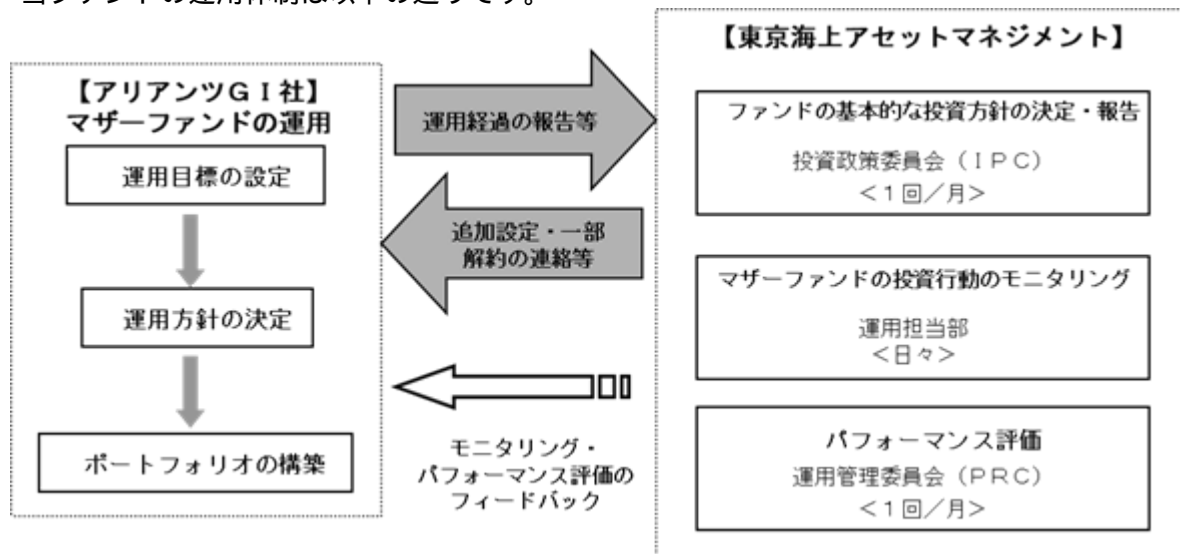 当ファンドの運用体制は以下の通りです。
【アリアンツＧＩ社】
マザーファンドの運用
運用目標の設定
運用方針の決定
ポートフォリオの構築
運用経過の報告等
追加設定・一部
解約の連絡等
モニタリング・
パフォーマンス評価の
フィードバック
【東京海上アセットマネジメント】
ファンドの基本的な投資方針の決定・報告
投資政策委員会（ＩＰＣ）
＜１回／月＞
マザーファンドの投資行動のモニタリング
運用担当部
＜日々＞
パフォーマンス評価
運用管理委員会（ＰＲＣ）
＜１回／月＞